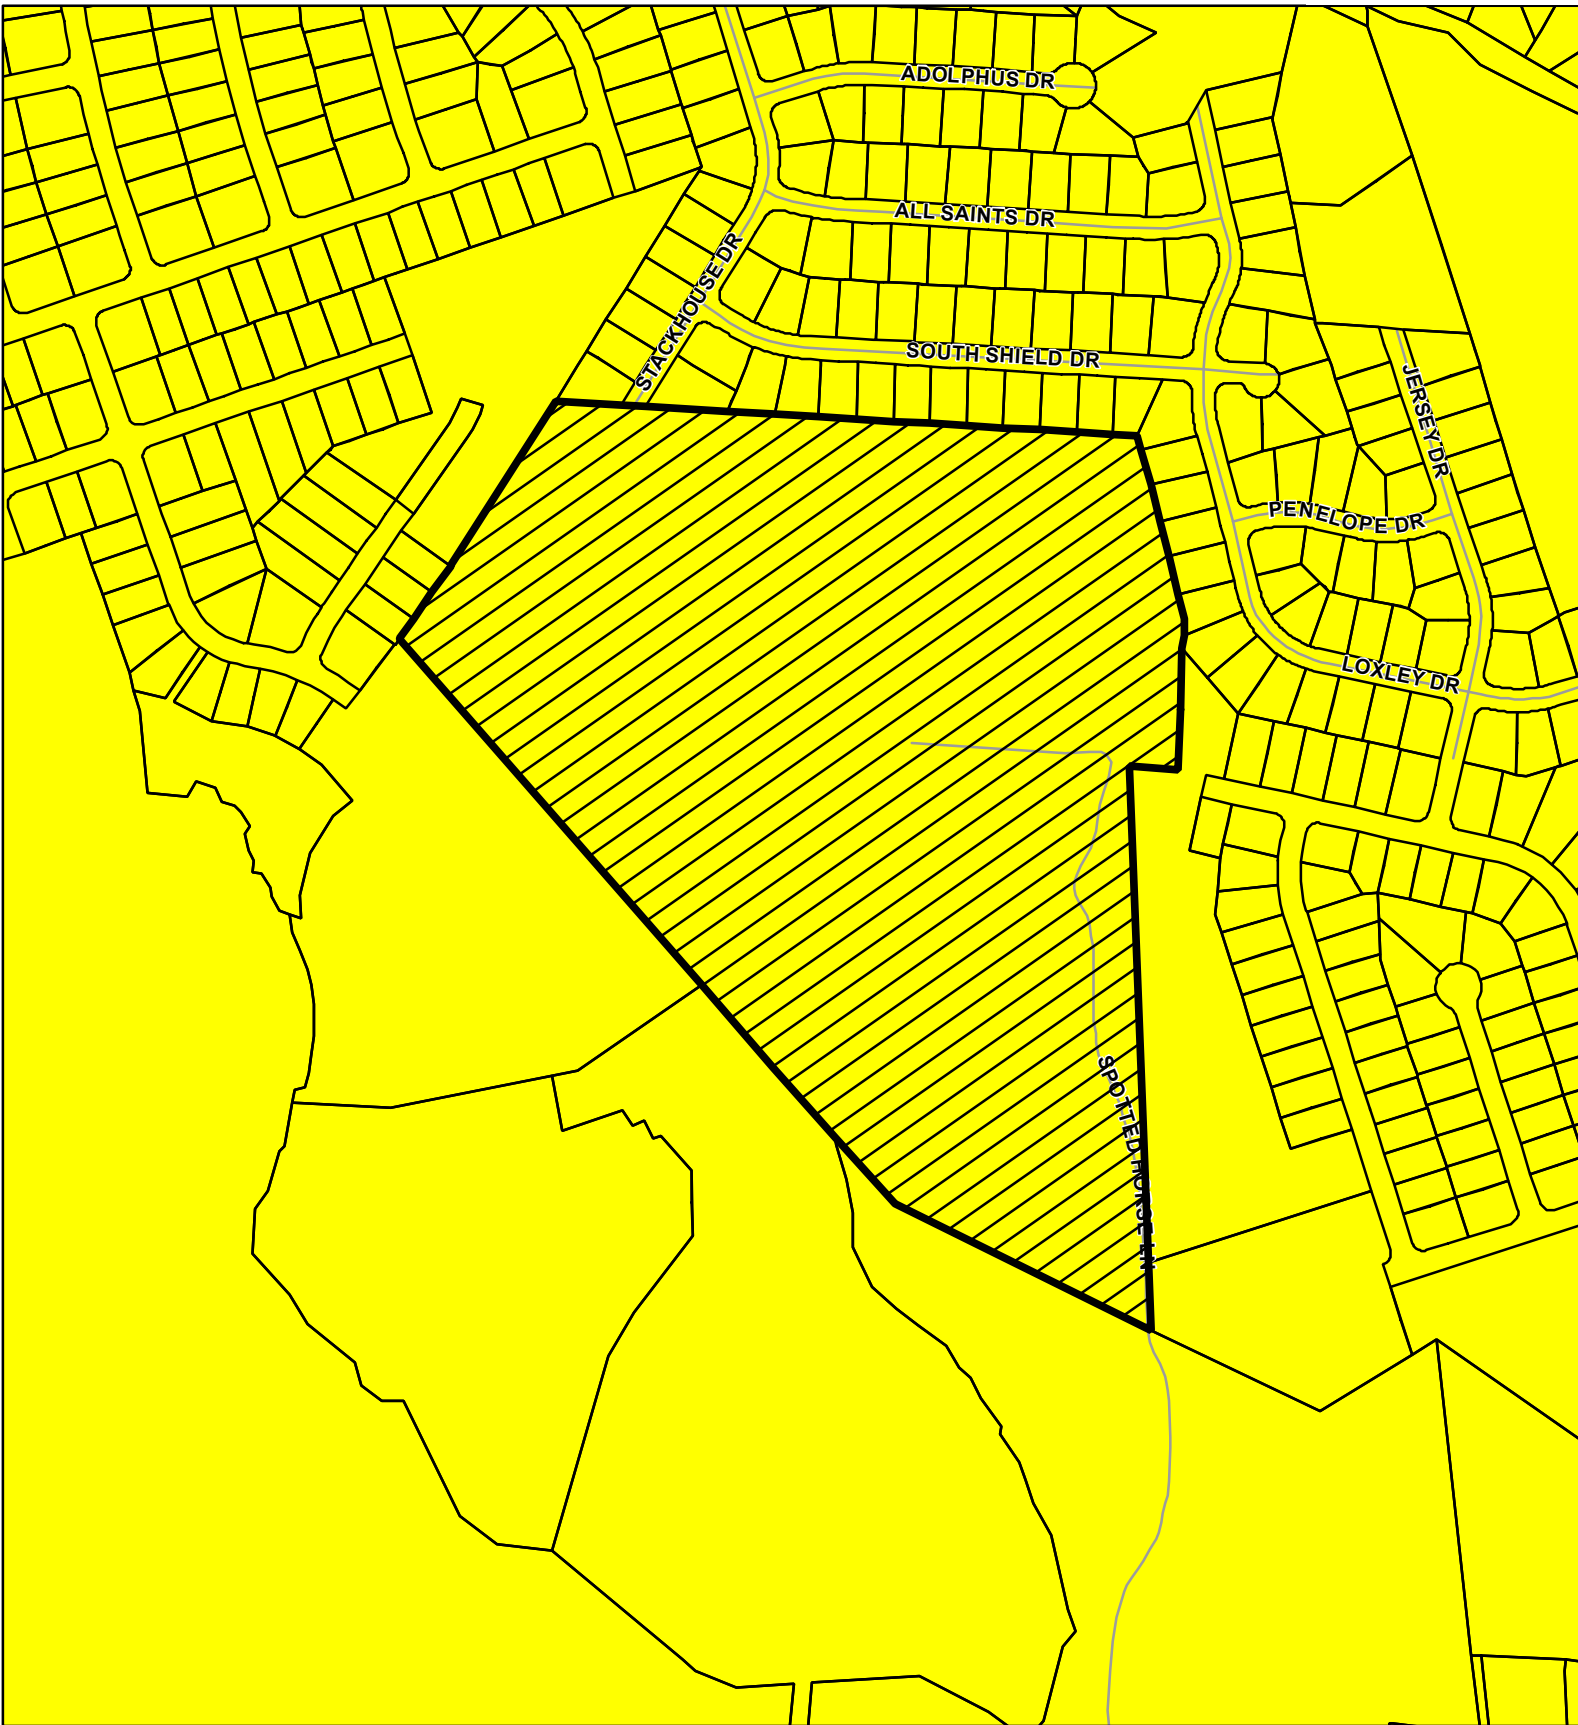 ADOLPHUS DR
ALL SAINTS DR
STACKHOUSE DR
SOUTH SHIELD DR
JERSEY DR
PENELOPE DR
LOXLEY DR
SPOTTED HORSE LN